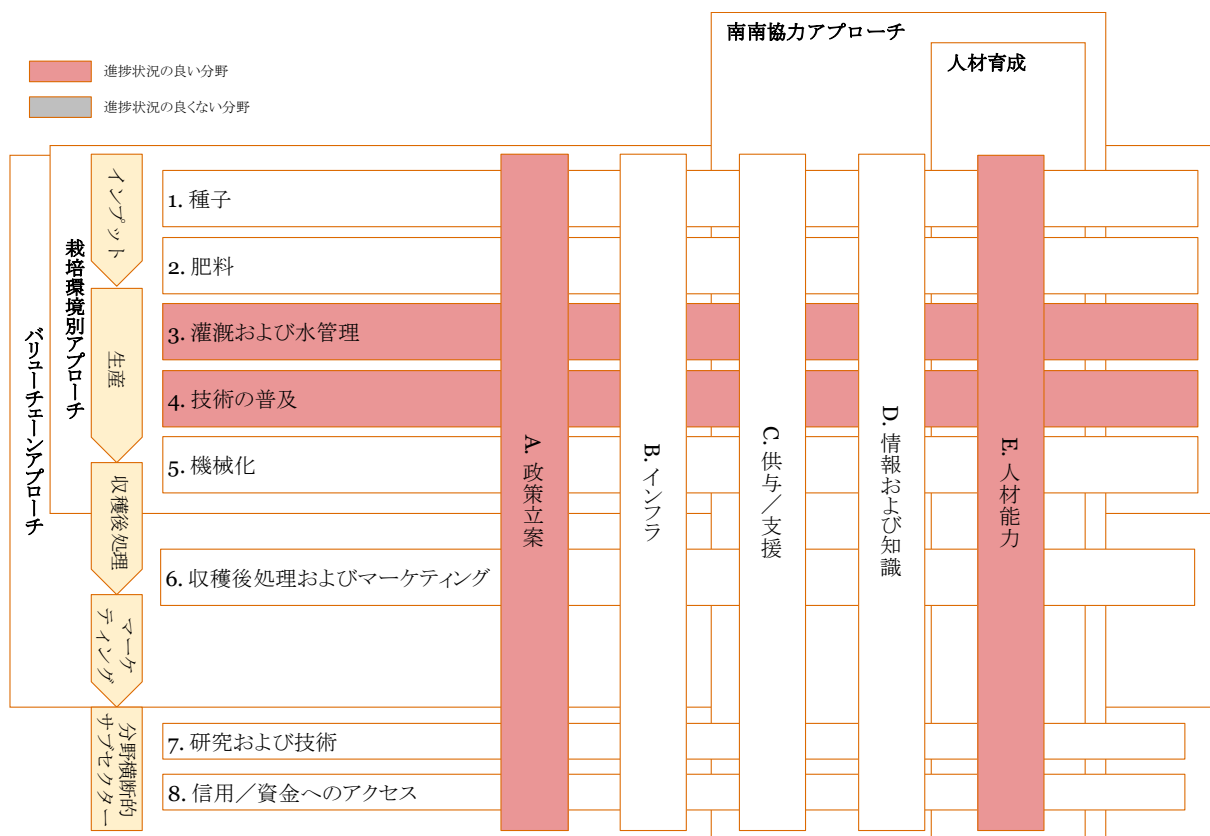 南南協力アプローチ
人材育成
進捗状況の良い分野
進捗状況の良くない分野
バリューチェーンアプローチ
栽培環境別アプローチ
インプット
生産
収穫後処理
マーケ
ティング
分野横断的
サブセクター
1. 種子
2. 肥料
3. 灌漑および水管理
4. 技術の普及
5. 機械化
6. 収穫後処理およびマーケティング
7. 研究および技術
8. 信用／資金へのアクセス
A. 政策立案
B. インフラ
C. 供与／支援
D. 情報および知識
E. 人材能力